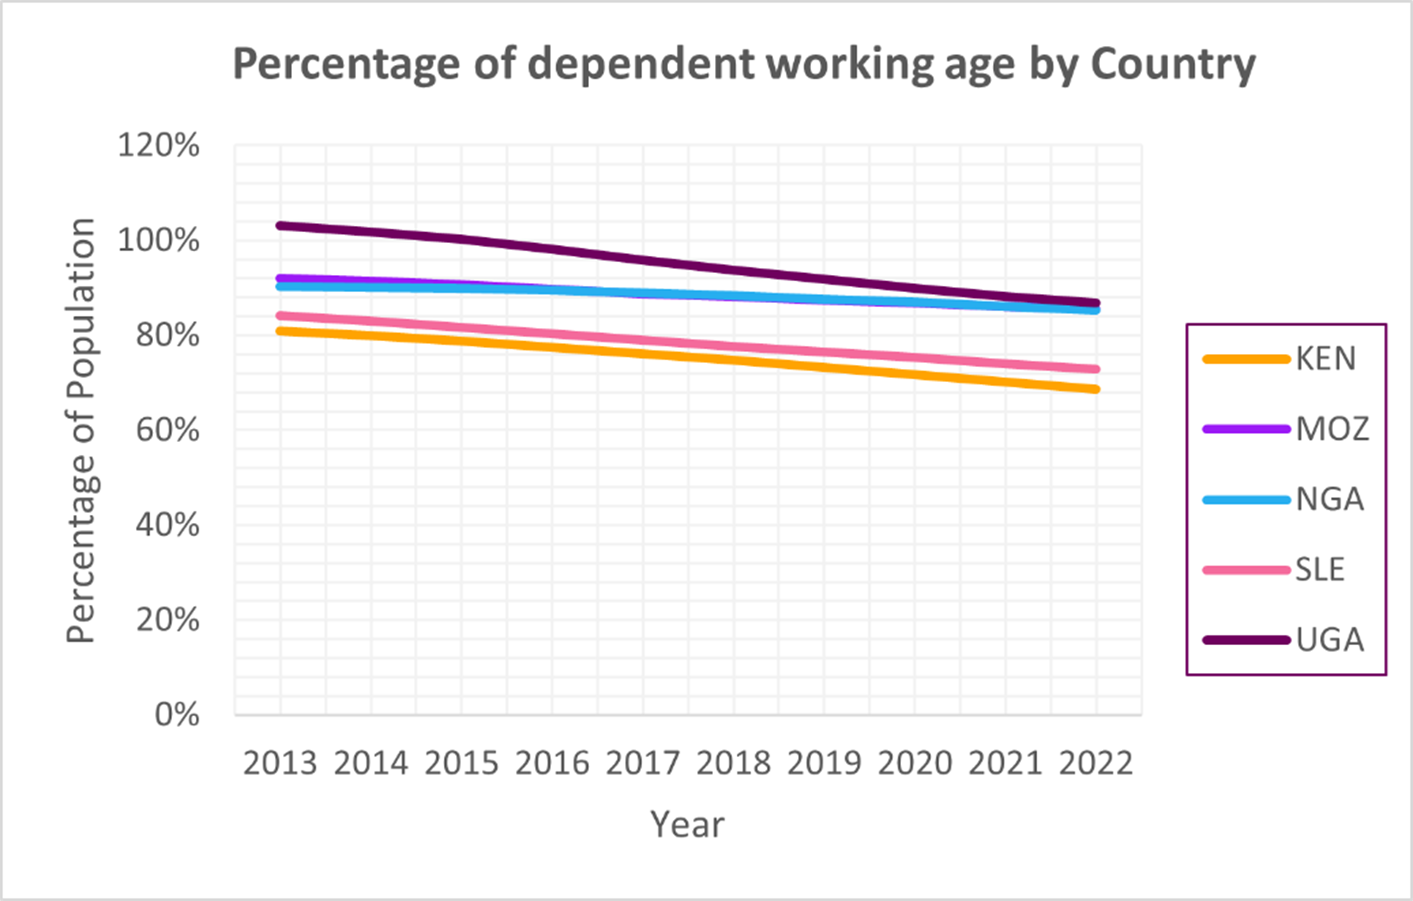 Percentage of dependent working age by Country
Percentage of Population
120%
100%
80%
60%
40%
20%
0%
2013 2014 2015 2016 2017 2018 2019 2020 2021 2022
Year
KEN
MOZ
NGA
SLE
UGA